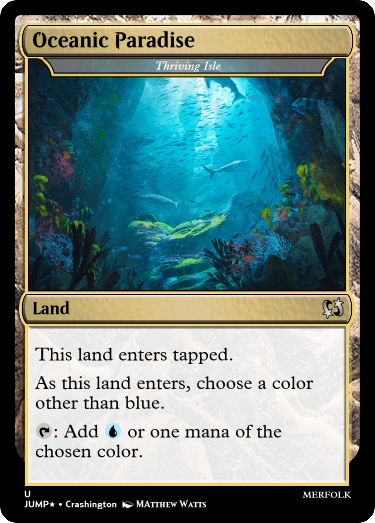 Oceanic Paradise
Thriving Isle
Land
This land enters tapped.
As this land enters, choose a color
other than blue.
: Add or one mana of the
chosen color.
U
MERFOLK
JUMP★ • Crashington Matthew Watts